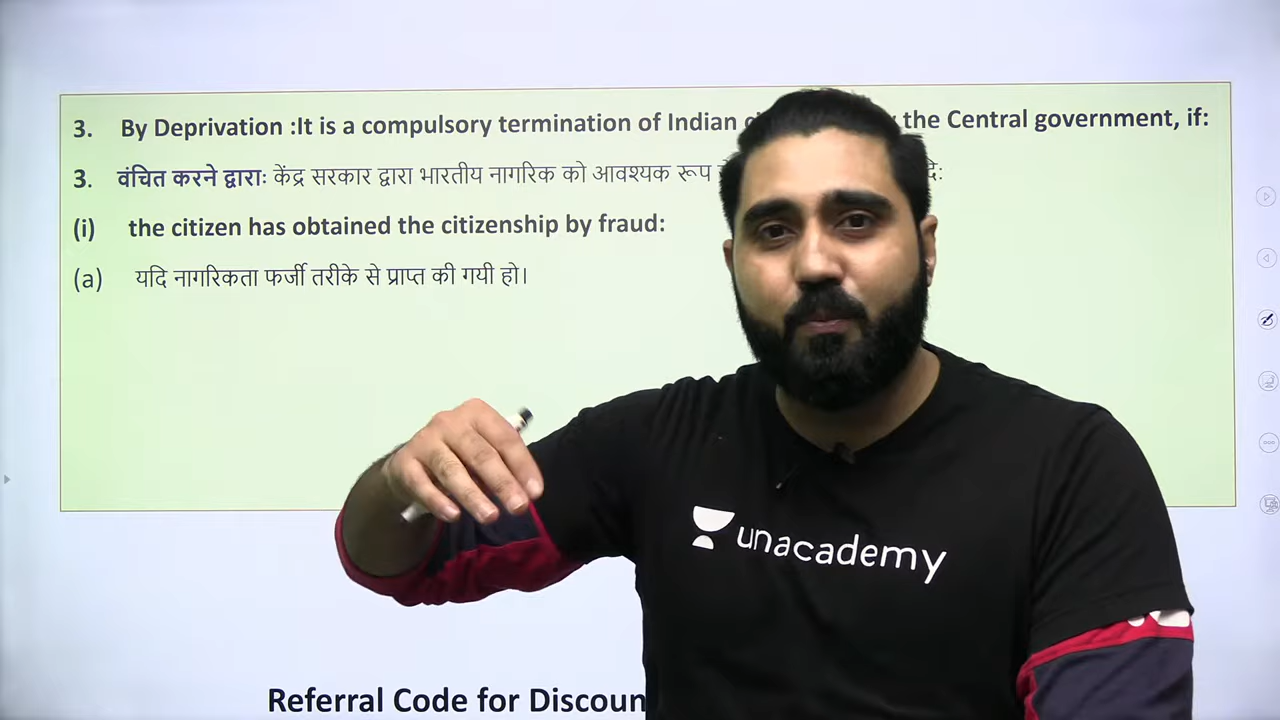 3. By Deprivation :It is a compulsory termination of Indian the Central government, if:
3. वंचित करने द्वाराः केंद्र सरकार द्वारा भारतीय नागरिक को आवश्यक रूप
(i) the citizen has obtained the citizenship by fraud:
(a) यदि नागरिकता फर्जी तरीके से प्राप्त की गयी हो।
unacademy
Referral Code for